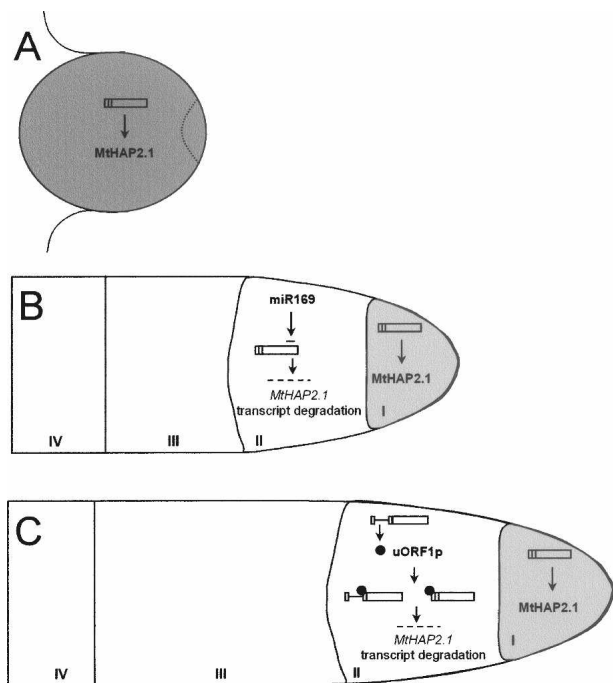 A
MtHAP2.1
B
miR169
MtHAP2.1
MtHAP2.1
transcript degradation
IV
III
II
I
C
uORF1p
MtHAP2.1
MtHAP2.1
transcript degradation
IV
III
II
I